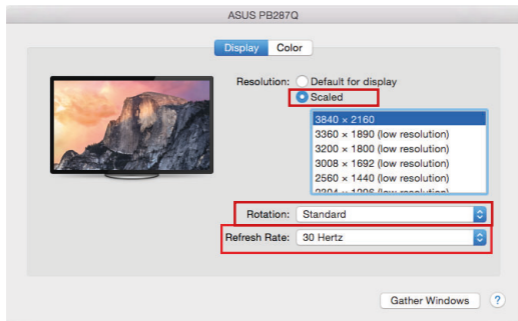 ASUS PB287Q
Display Color
Resolution: Default for display
Scaled
3840 × 2160
3360 × 1890 (low resolution)
3200 × 1800 (low resolution)
3008 × 1692 (low resolution)
2560 × 1440 (low resolution)
Rotation: Standard
Refresh Rate: 30 Hertz
Gather Windows ?